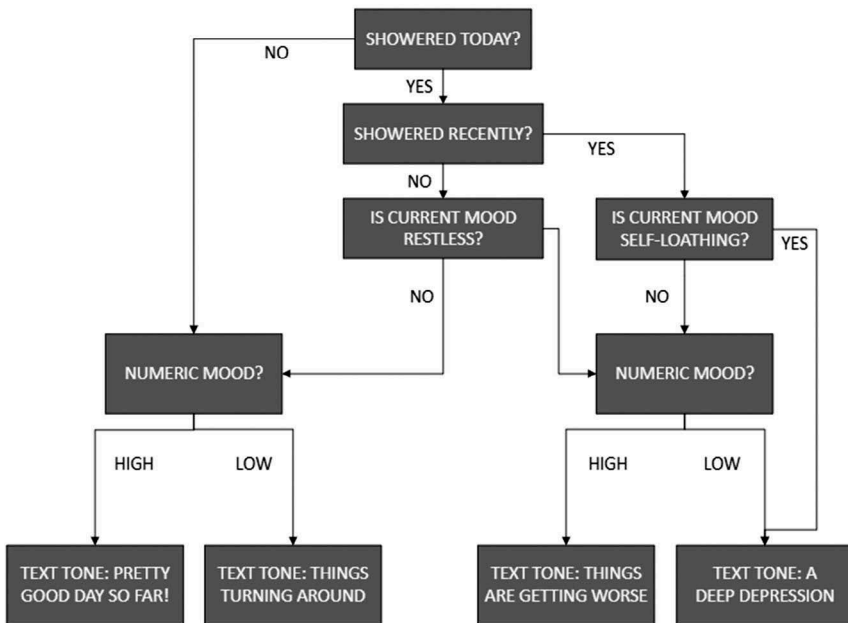 SHOWERED TODAY?
NO
YES
SHOWERED RECENTLY?
YES
NO
IS CURRENT MOOD
RESTLESS?
IS CURRENT MOOD
SELF-LOATHING?
YES
NO
NO
NUMERIC MOOD?
NUMERIC MOOD?
HIGH
LOW
HIGH
LOW
TEXT TONE: PRETTY
GOOD DAY SO FAR!
TEXT TONE: THINGS
TURNING AROUND
TEXT TONE: THINGS
ARE GETTING WORSE
TEXT TONE: A
DEEP DEPRESSION